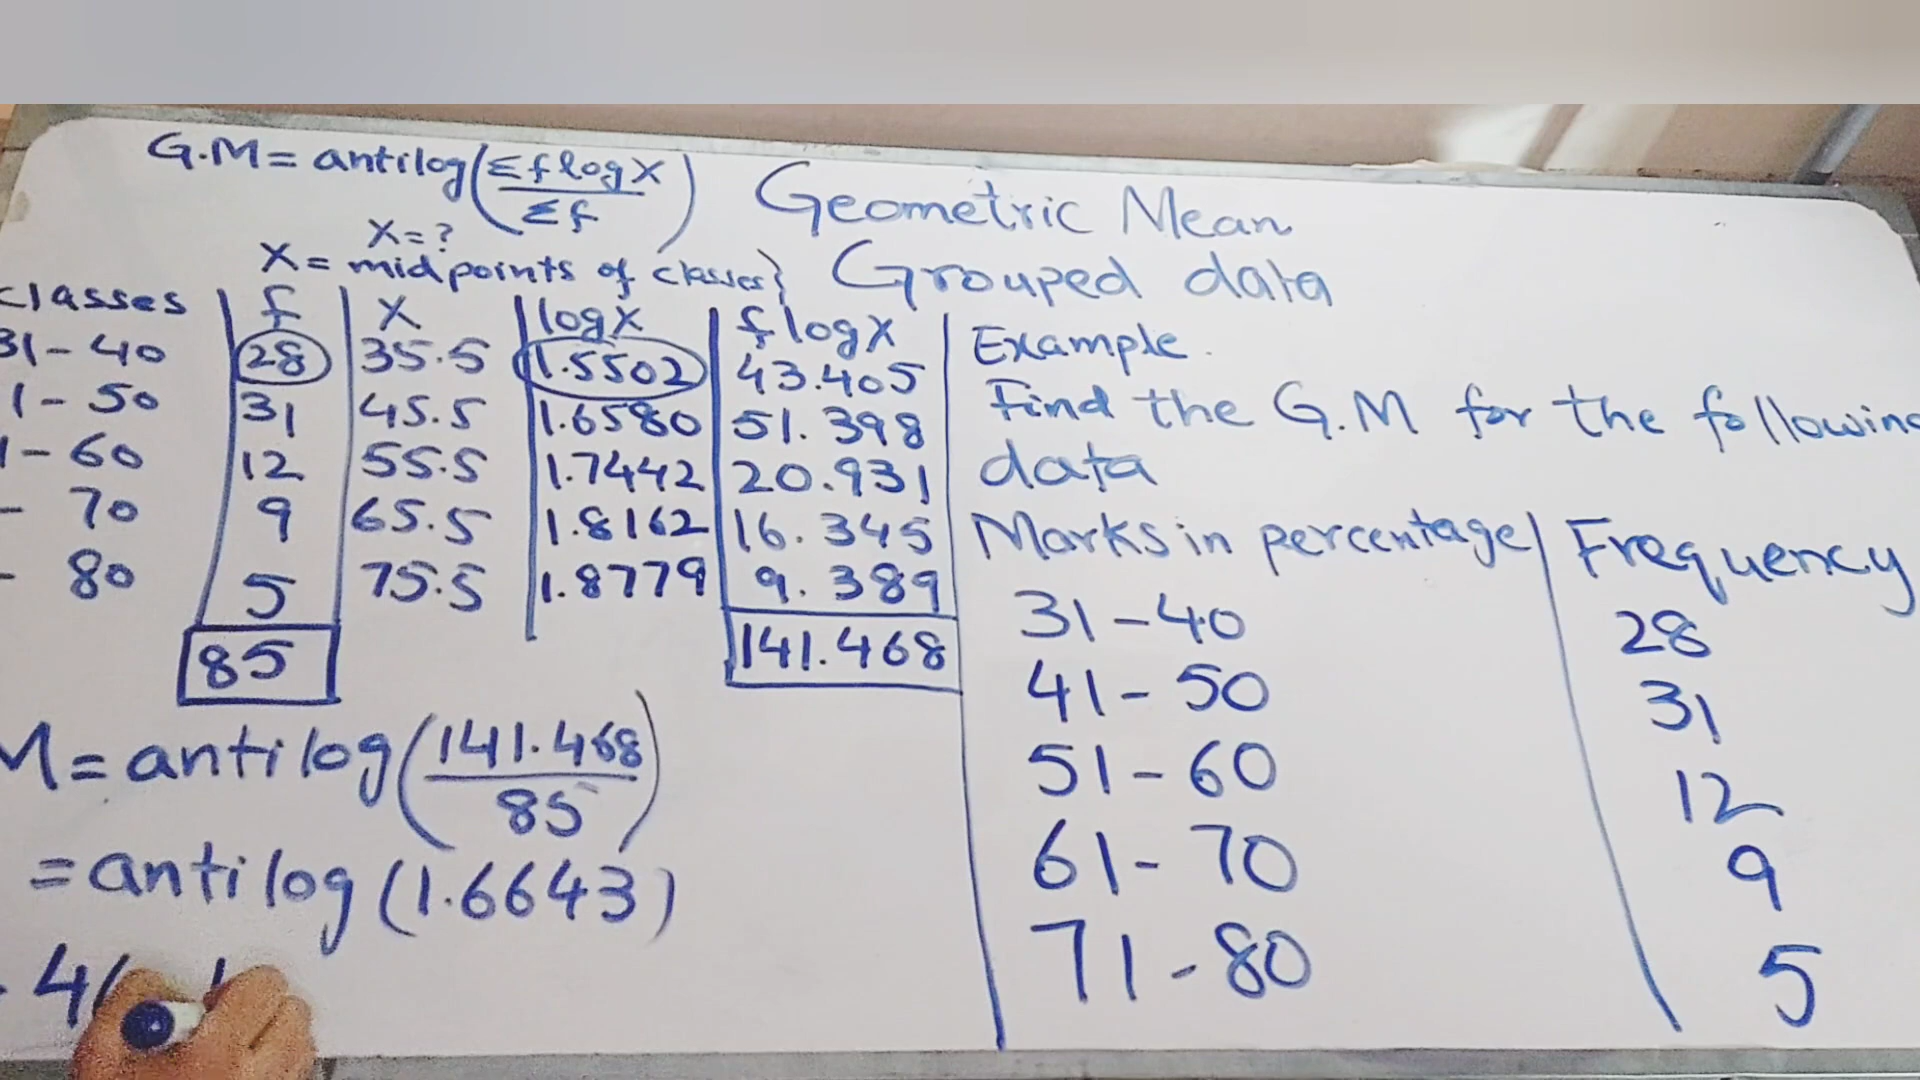 G.M = antilog(Σf logX / Σf)
X = ?
X = midpoints of classes}
Classes | f | X | logX | f logX
31-40 | 28 | 35.5 | 1.5502 | 43.405
1-50 | 31 | 45.5 | 1.6580 | 51.398
1-60 | 12 | 55.5 | 1.7442 | 20.931
- 70 | 9 | 65.5 | 1.8162 | 16.345
- 80 | 5 | 75.5 | 1.8779 | 9.389
85 | 141.468
M = antilog(141.468 / 85)
= antilog(1.6643)
Geometric Mean
Grouped data
Example.
Find the G.M for the following
data
Marks in percentage | Frequency
31-40 28
41-50 31
51-60 12
61-70 9
71-80 5